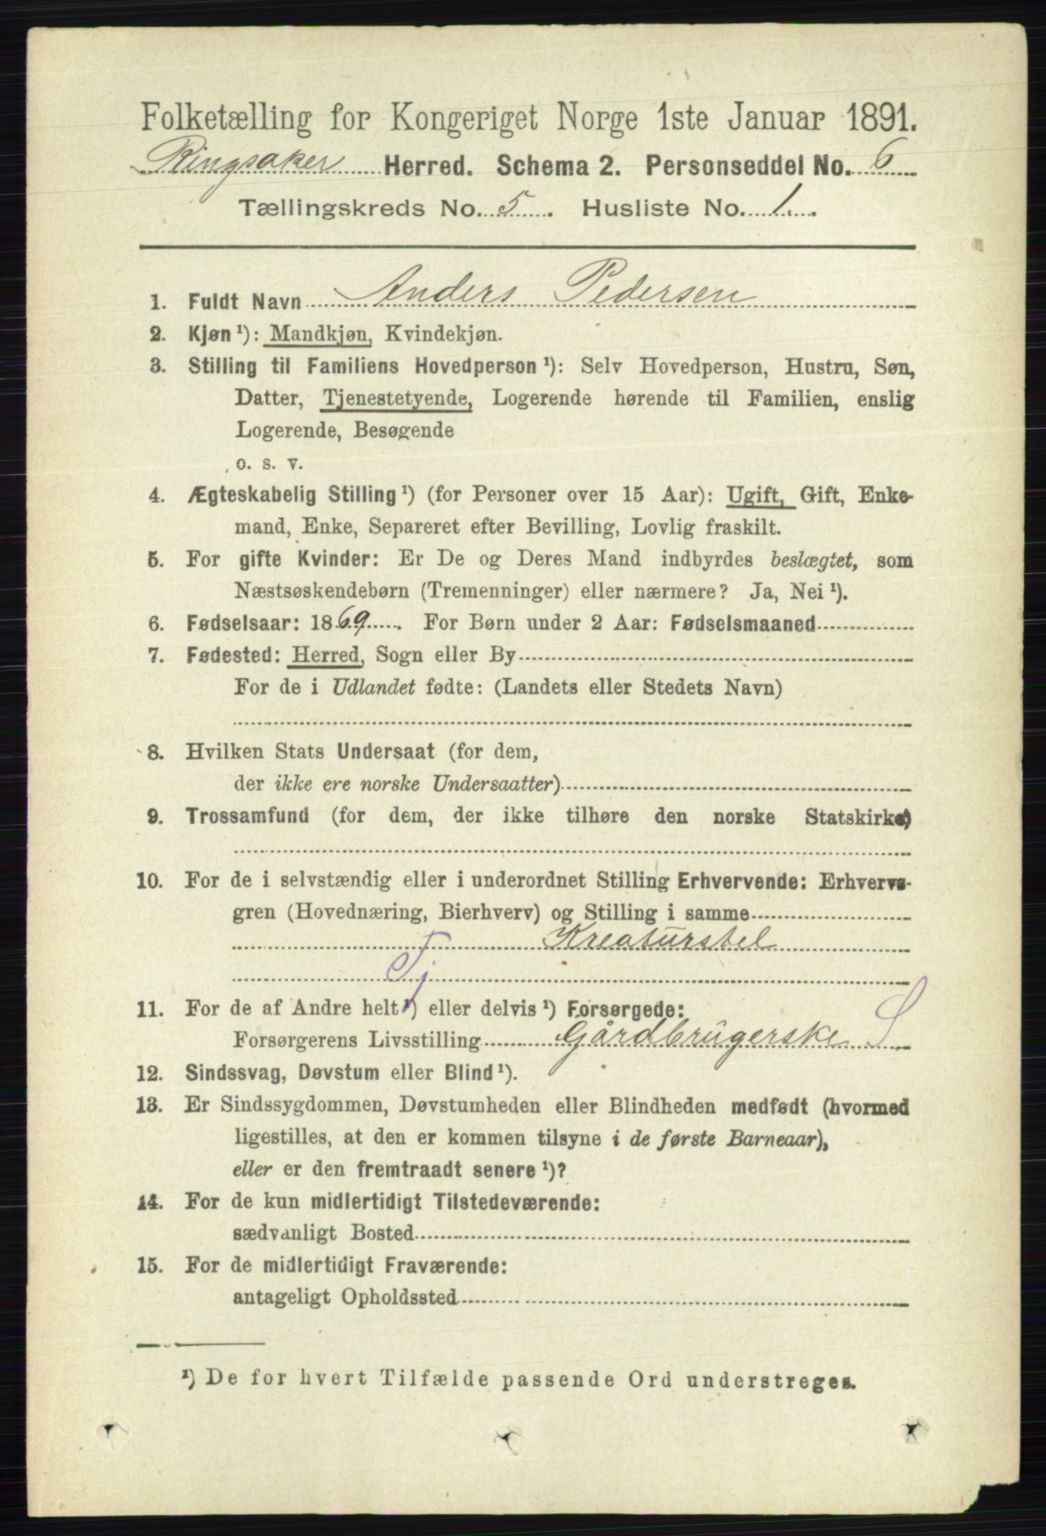 Folketælling for Kongeriget Norge 1ste Januar 1891.
Ringsaker Herred. Schema 2. Personseddel No. 6
Tællingskreds No. 5. Husliste No. 1.
1. Fuldt Navn Anders Pedersen
2. Kjøn ¹): Mandkjøn, Kvindekjøn.
3. Stilling til Familiens Hovedperson ¹): Selv Hovedperson, Hustru, Søn,
Datter, Tjenestetyende, Logerende hørende til Familien, enslig
Logerende, Besøgende
o. s. v.
4. Ægteskabelig Stilling ¹) (for Personer over 15 Aar): Ugift, Gift, Enke-
mand, Enke, Separeret efter Bevilling, Lovlig fraskilt.
5. For gifte Kvinder: Er De og Deres Mand indbyrdes beslægtet, som
Næstsøskendebørn (Tremenninger) eller nærmere? Ja, Nei ¹).
6. Fødselsaar: 1869. For Børn under 2 Aar: Fødselsmaaned
7. Fødested: Herred, Sogn eller By
For de i Udlandet fødte: (Landets eller Stedets Navn)
8. Hvilken Stats Undersaat (for dem,
der ikke ere norske Undersaatter)
9. Trossamfund (for dem, der ikke tilhøre den norske Statskirke)
10. For de i selvstændig eller i underordnet Stilling Erhvervende: Erhvervs-
gren (Hovednæring, Bierhverv) og Stilling i samme
Kreaturstel
Tj
11. For de af Andre helt ¹) eller delvis ¹) Forsørgede:
Forsørgerens Livsstilling Gårdbrugerske S
12. Sindssvag, Døvstum eller Blind ¹).
13. Er Sindssygdommen, Døvstumheden eller Blindheden medfødt (hvormed
ligestilles, at den er kommen tilsyne i de første Barneaar),
eller er den fremtraadt senere ¹)?
14. For de kun midlertidigt Tilstedeværende:
sædvanligt Bosted
15. For de midlertidigt Fraværende:
antageligt Opholdssted
¹) De for hvert Tilfælde passende Ord understreges.